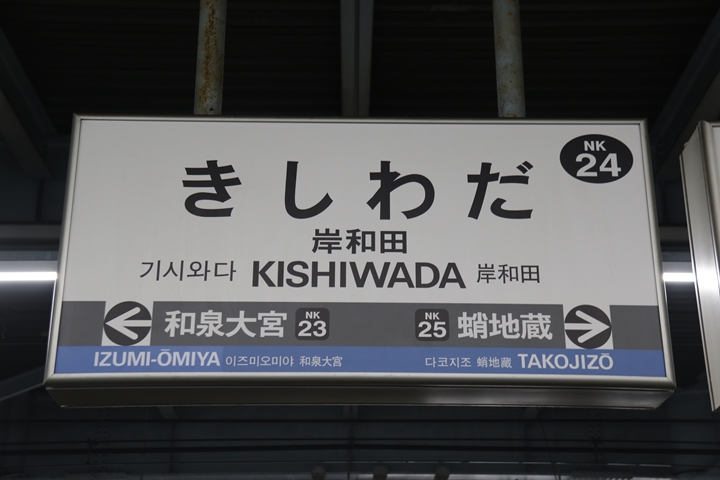 NK
24
きしわだ
岸和田
기시와다 KISHIWADA 岸和田
和泉大宮 NK 23 NK 25 蛸地蔵
IZUMI-ŌMIYA 이즈미오미야 和泉大宮 다코지조 蛸地藏 TAKOJIZŌ